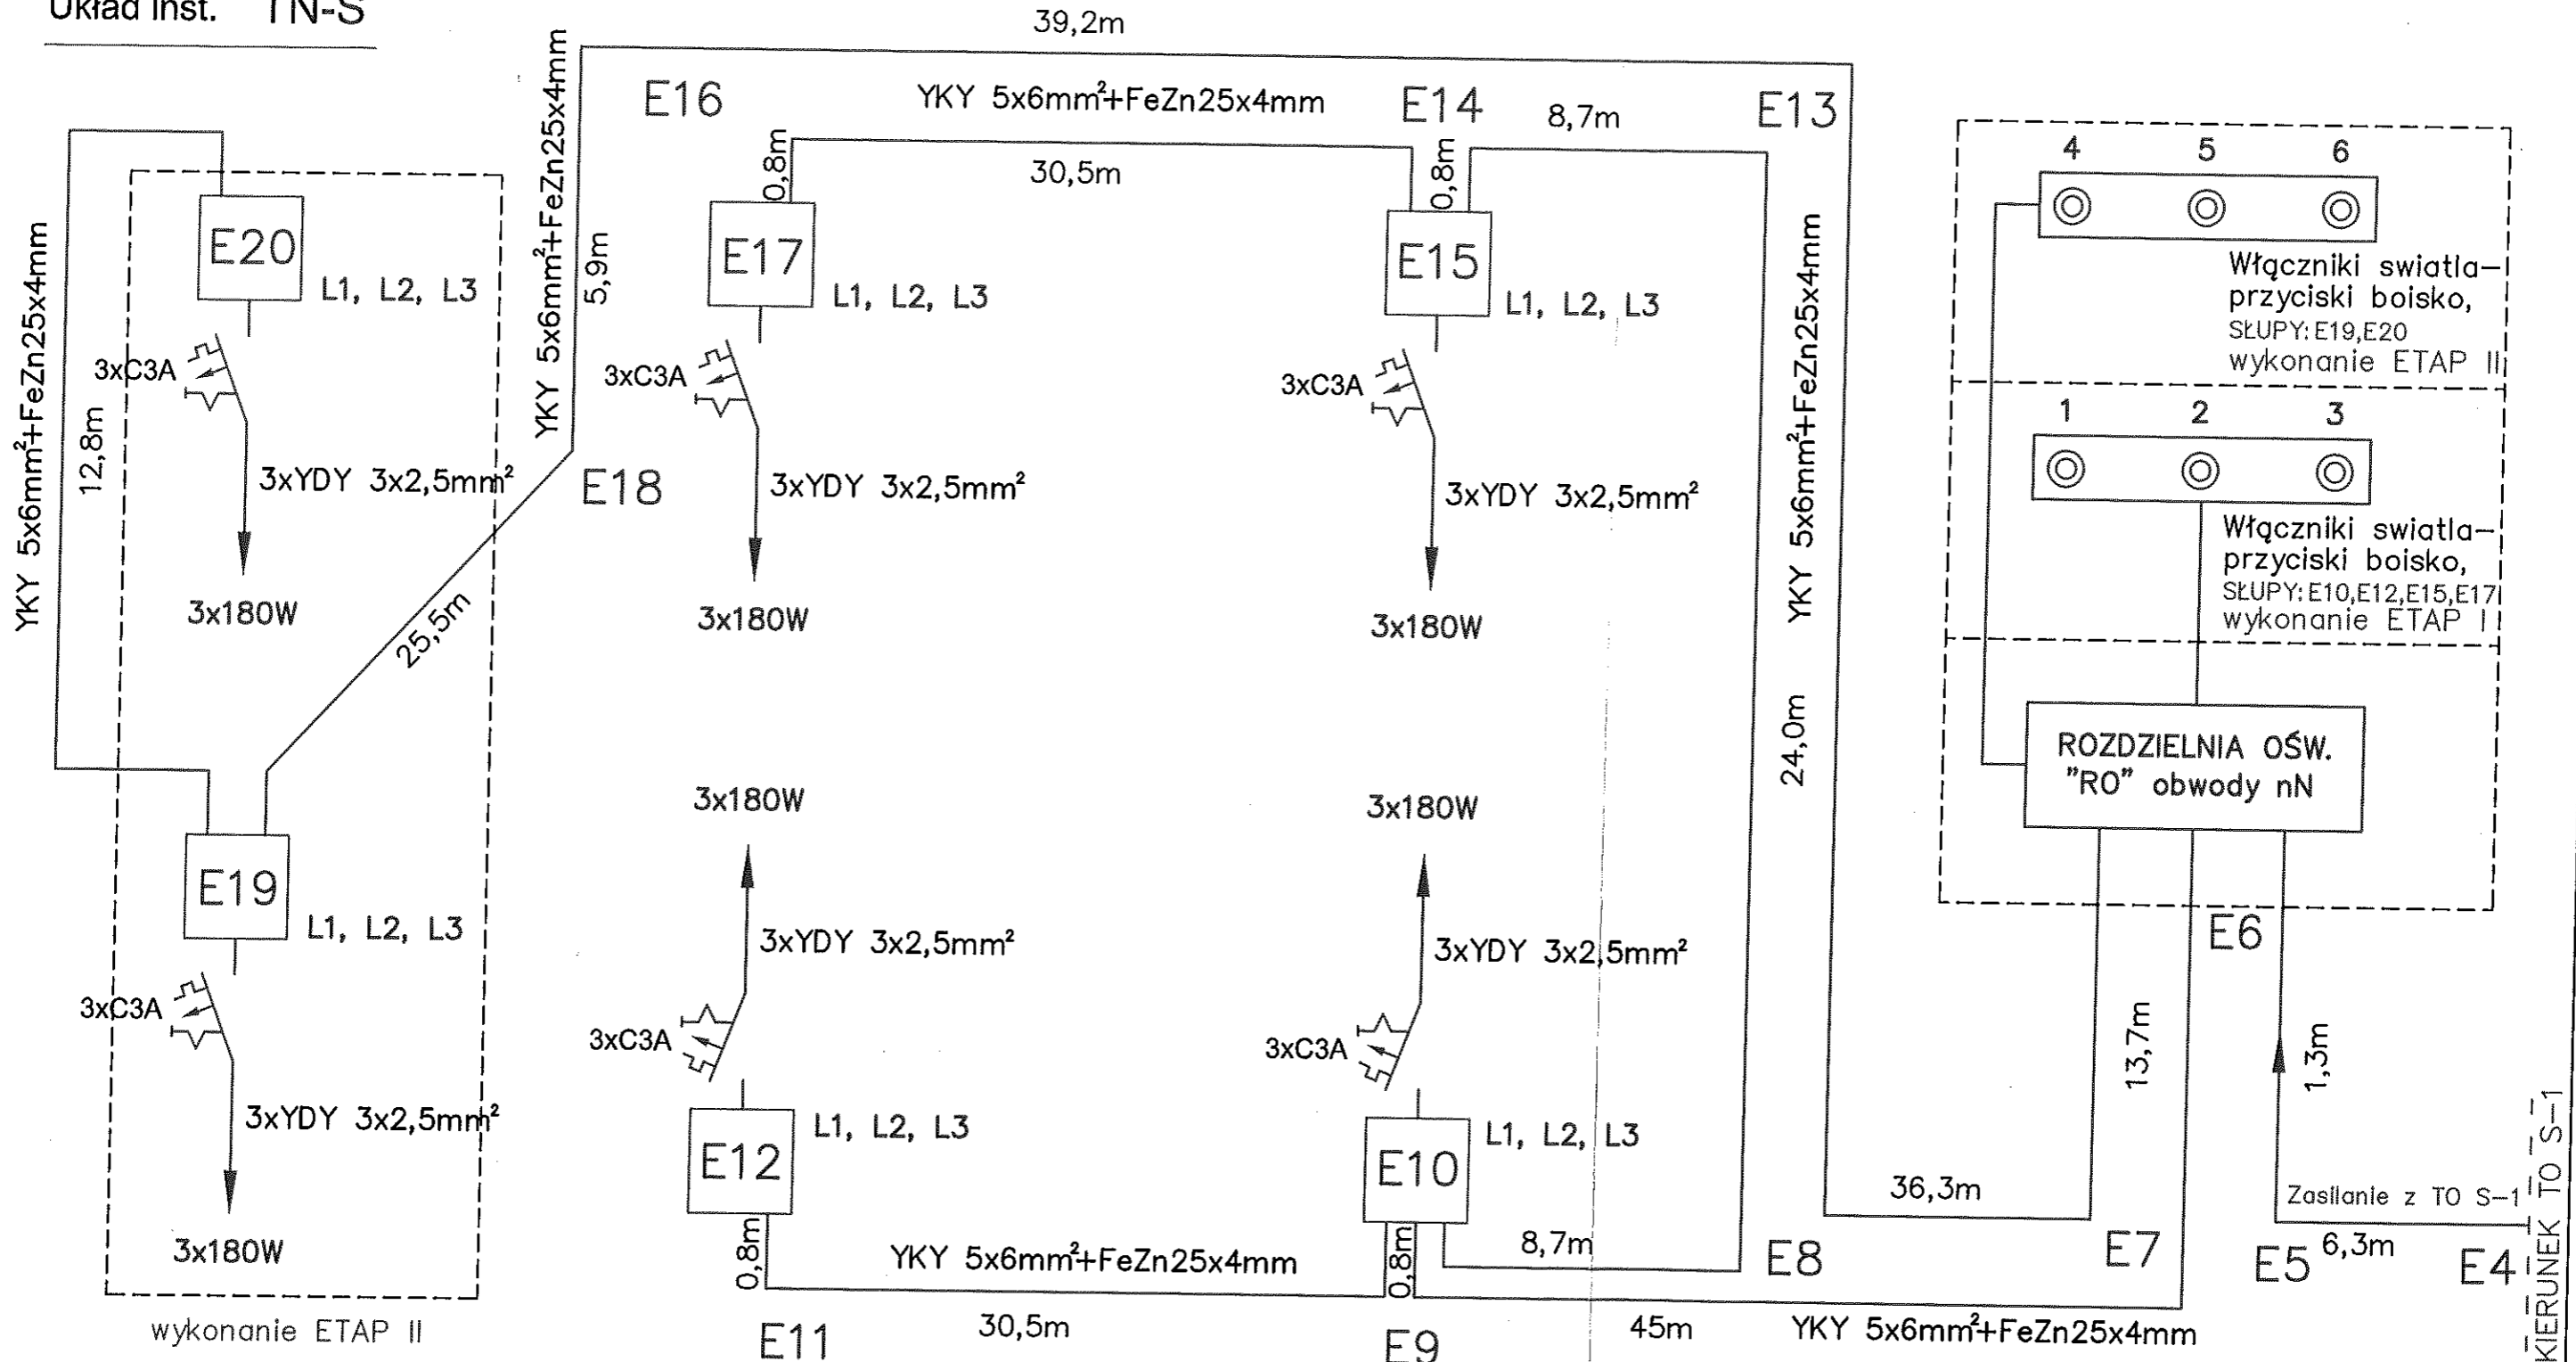 Układ inst. TN-S
39,2m
YKY 5x6mm²+FeZn25x4mm
5,9m
E16
YKY 5x6mm²+FeZn25x4mm
E14
8,7m
E13
0,8m
30,5m
0,8m
YKY 5x6mm²+FeZn25x4mm
12,8m
E20
L1, L2, L3
3xC3A
3xYDY 3x2,5mm²
3x180W
E17
L1, L2, L3
3xC3A
3xYDY 3x2,5mm²
3x180W
E15
L1, L2, L3
3xC3A
3xYDY 3x2,5mm²
3x180W
E18
25,5m
YKY 5x6mm²+FeZn25x4mm
24,0m
4 5 6
Włączniki swiatla-
przyciski boisko,
SŁUPY: E19,E20
wykonanie ETAP II
1 2 3
Włączniki swiatla-
przyciski boisko,
SŁUPY: E10,E12,E15,E17
wykonanie ETAP I
ROZDZIELNIA OŚW.
"RO" obwody nN
E6
E19
L1, L2, L3
3xC3A
3xYDY 3x2,5mm²
3x180W
wykonanie ETAP II
3x180W
3xYDY 3x2,5mm²
3xC3A
E12
L1, L2, L3
0,8m
3x180W
3xYDY 3x2,5mm²
3xC3A
E10
L1, L2, L3
0,8m
YKY 5x6mm²+FeZn25x4mm
30,5m
E11
8,7m
E9
E8
45m
YKY 5x6mm²+FeZn25x4mm
36,3m
13,7m
E7
1,3m
Zasilanie z TO S-1
E5
6,3m
E4
KIERUNEK TO S-1